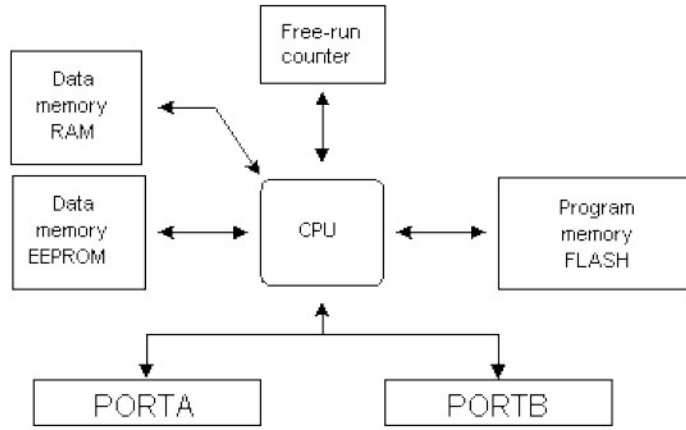 Free-run
counter
Data
memory
RAM
Data
memory
EEPROM
CPU
Program
memory
FLASH
PORTA
PORTB